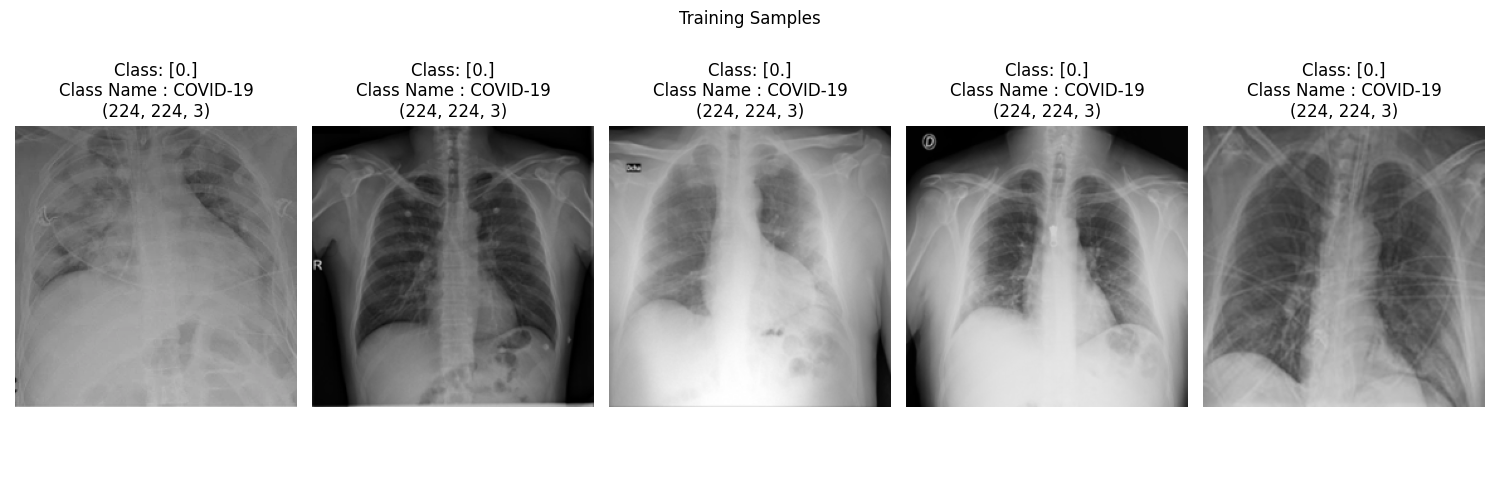 Training Samples
Class: [0.]
Class Name : COVID-19
(224, 224, 3)
Class: [0.]
Class Name : COVID-19
(224, 224, 3)
Class: [0.]
Class Name : COVID-19
(224, 224, 3)
Class: [0.]
Class Name : COVID-19
(224, 224, 3)
Class: [0.]
Class Name : COVID-19
(224, 224, 3)
R
D